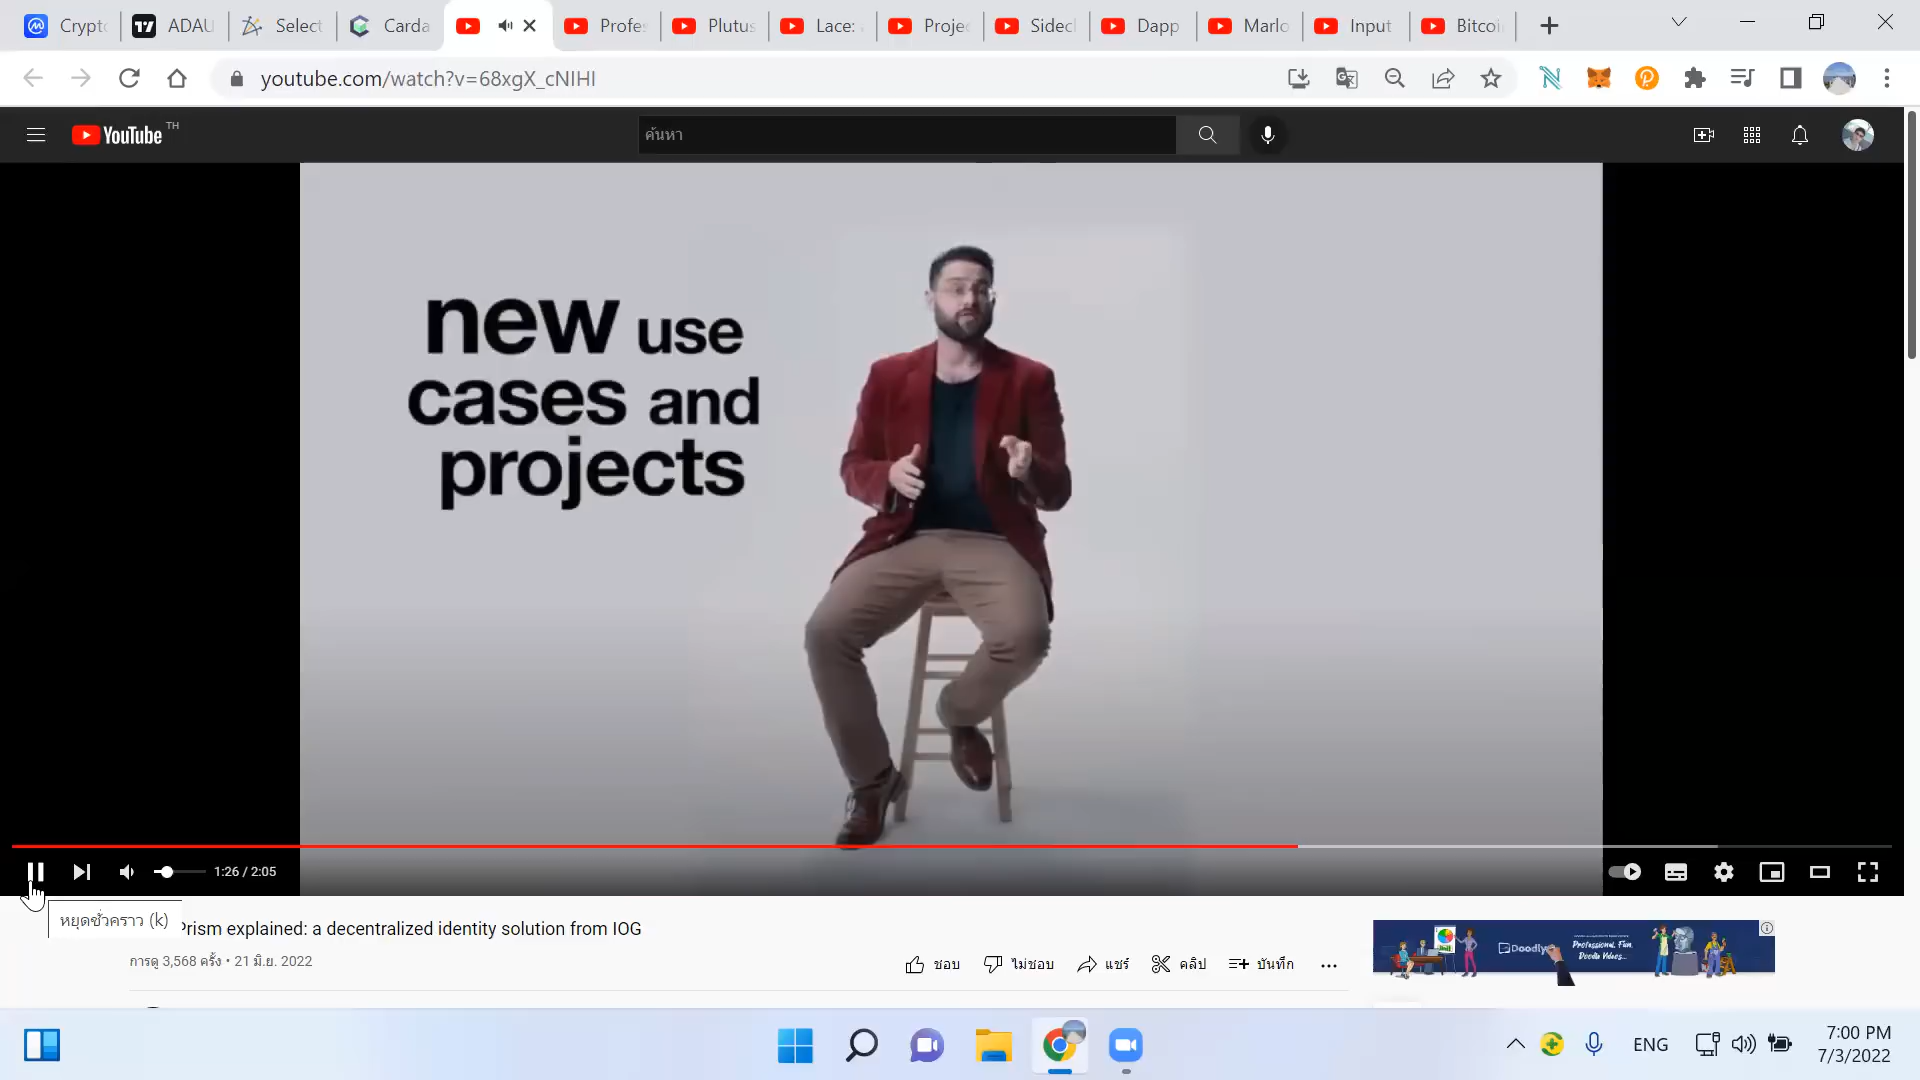 Crypto
ADAU
Select
Carda
Profes
Plutus
Lace:
Projec
Sidech
Dapp
Marlo
Input
Bitcoi
youtube.com/watch?v=68xgX_cNIHI
YouTube TH
ค้นหา
new use
cases and
projects
1:26 / 2:05
หยุดชั่วคราว (k)
Prism explained: a decentralized identity solution from IOG
การดู 3,568 ครั้ง • 21 มิ.ย. 2022
ชอบ
ไม่ชอบ
แชร์
คลิป
บันทึก
Doodly
Professional, Fun,
Doodle Videos...
ENG
7:00 PM
7/3/2022